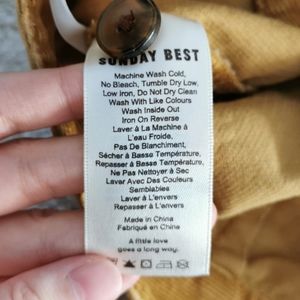 SUNDAY BEST
Machine Wash Cold,
No Bleach, Tumble Dry Low,
Low Iron, Do Not Dry Clean
Wash With Like Colours
Wash Inside Out
Iron On Reverse
Laver À La Machine À
L'eau Froide,
Pas De Blanchiment,
Sécher à Basse Température,
Repasser à Basse Température,
Ne Pas Nettoyer à Sec
Laver Avec Des Couleurs
Semblables
Laver à L'envers
Repasser à L'envers
Made in China
Fabriqué en Chine
A little love
goes a long way.